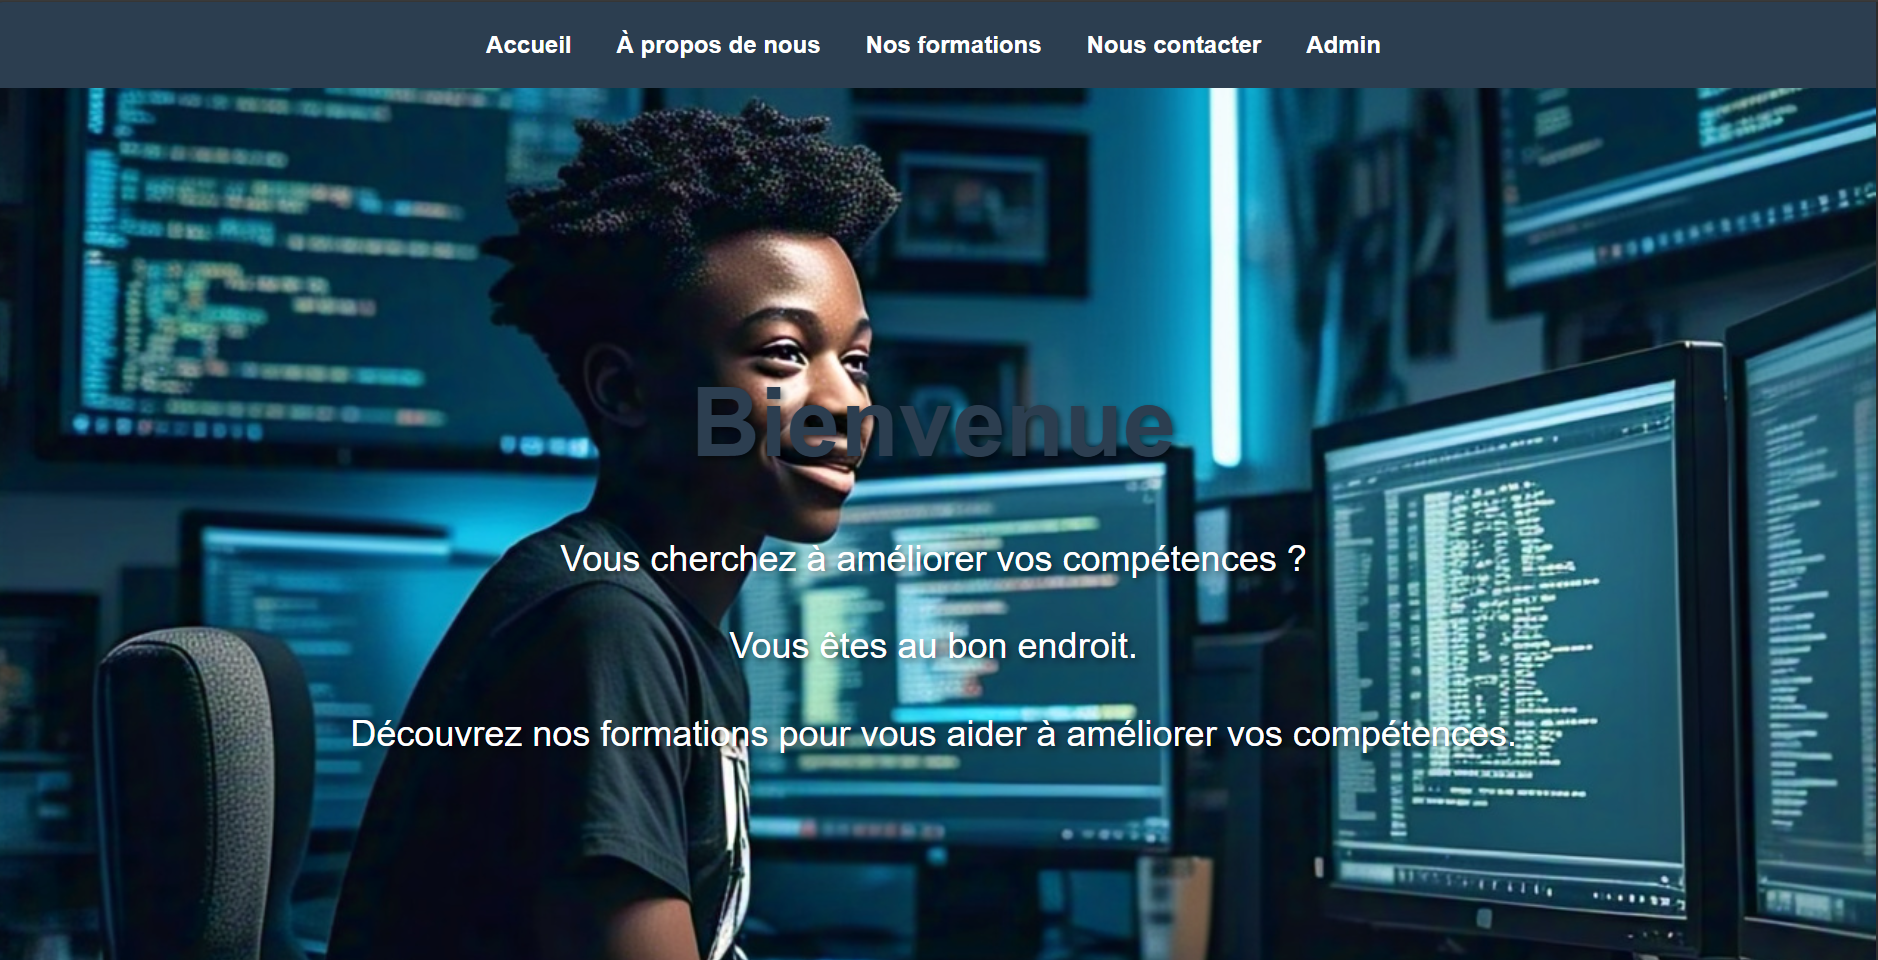 Accueil À propos de nous Nos formations Nous contacter Admin
Bienvenue
Vous cherchez à améliorer vos compétences ?
Vous êtes au bon endroit.
Découvrez nos formations pour vous aider à améliorer vos compétences.